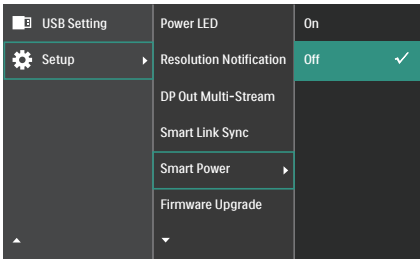 USB Setting
Setup
Power LED
Resolution Notification
DP Out Multi-Stream
Smart Link Sync
Smart Power
Firmware Upgrade
On
Off